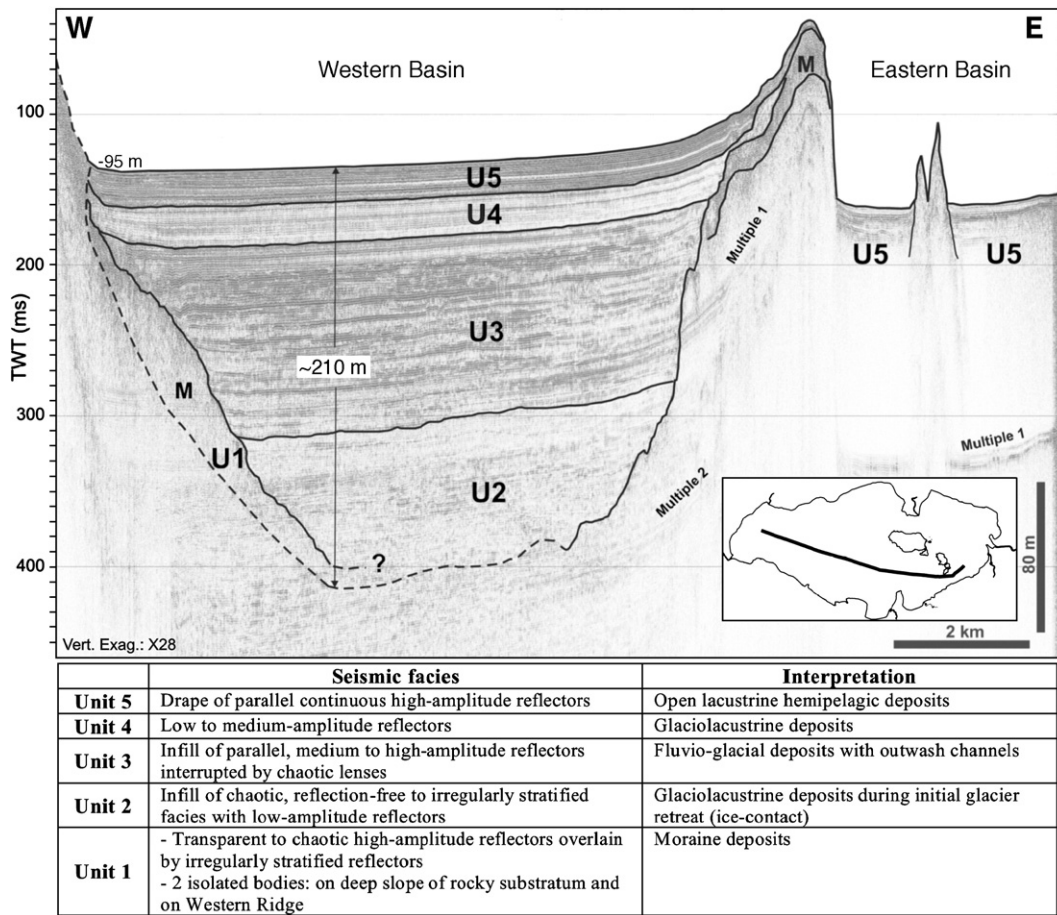 W
E
Western Basin
Eastern Basin
M
100
-95 m
U5
U4
Multiple 1
200
U5
U5
TWT (ms)
U3
~210 m
M
300
U1
Multiple 1
U2
Multiple 2
?
400
80 m
2 km
Vert. Exag.: X28
Seismic facies
Interpretation
Unit 5
Drape of parallel continuous high-amplitude reflectors
Open lacustrine hemipelagic deposits
Unit 4
Low to medium-amplitude reflectors
Glaciolacustrine deposits
Unit 3
Infill of parallel, medium to high-amplitude reflectors
interrupted by chaotic lenses
Fluvio-glacial deposits with outwash channels
Unit 2
Infill of chaotic, reflection-free to irregularly stratified
facies with low-amplitude reflectors
Glaciolacustrine deposits during initial glacier
retreat (ice-contact)
Unit 1
- Transparent to chaotic high-amplitude reflectors overlain
by irregularly stratified reflectors
- 2 isolated bodies: on deep slope of rocky substratum and
on Western Ridge
Moraine deposits